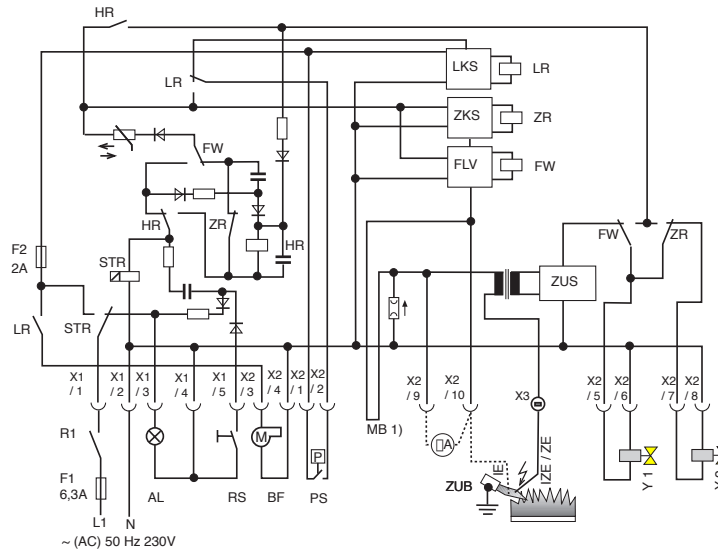 HR
LKS
LR
LR
ZKS
ZR
FLV
FW
FW
HR
ZR
HR
F2
2A
STR
FW
ZR
ZUS
LR
STR
X1
/ 1
X1
/ 2
X1
/ 3
X1
/ 4
X1
/ 5
X2
/ 3
X2
/ 4
X2
/ 1
X2
/ 2
X2
/ 9
X2
/ 10
X3
X2
/ 5
X2
/ 6
X2
/ 7
X2
/ 8
MB 1)
R1
M
P
A
F1
6,3A
AL
RS
BF
PS
ZUB
IE
IZE / ZE
Y 1
L1
N
~ (AC) 50 Hz 230V